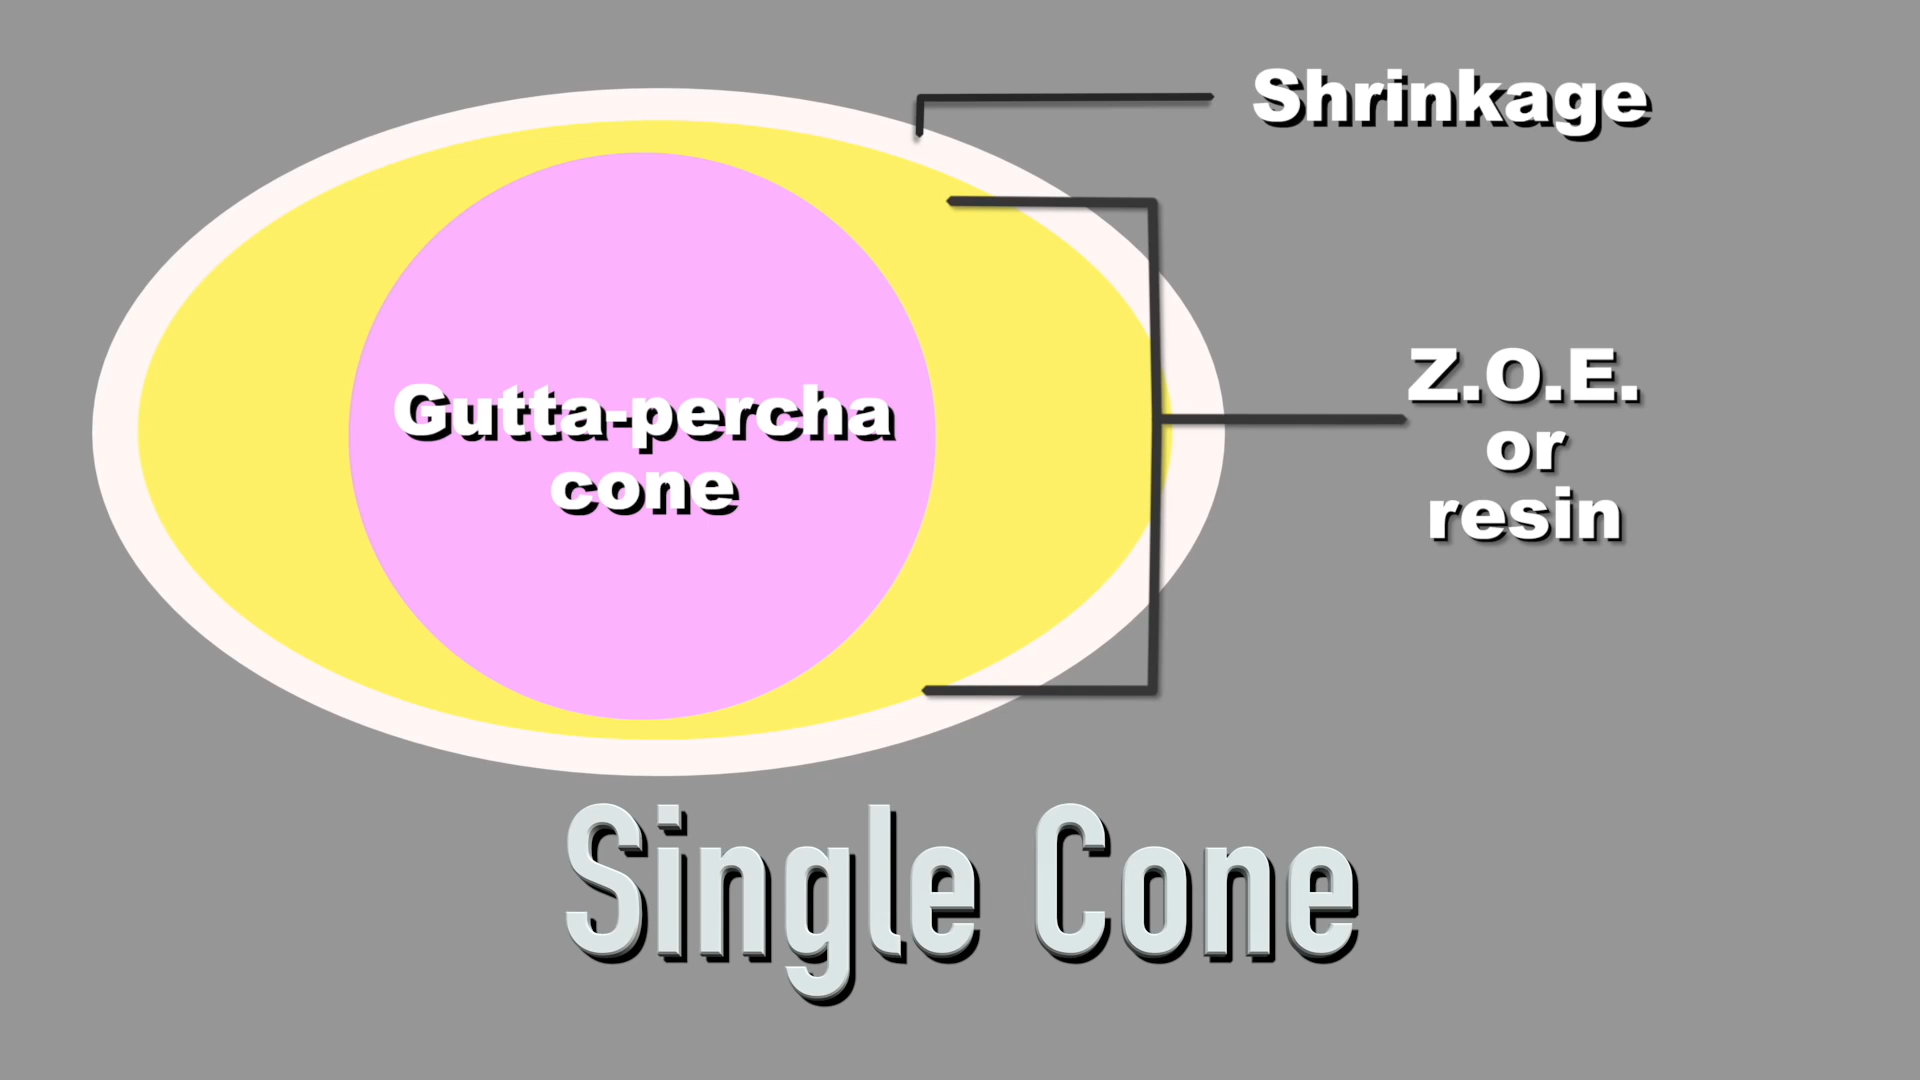 Shrinkage
Gutta-percha
cone
Z.O.E.
or
resin
Single Cone